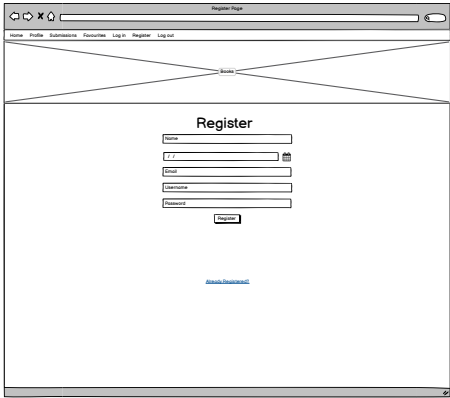 Register Page
Home Profile Submissions Favourites Log in Register Log out
Books
Register
Name
/ /
Email
Username
Password
Register
Already Registered?